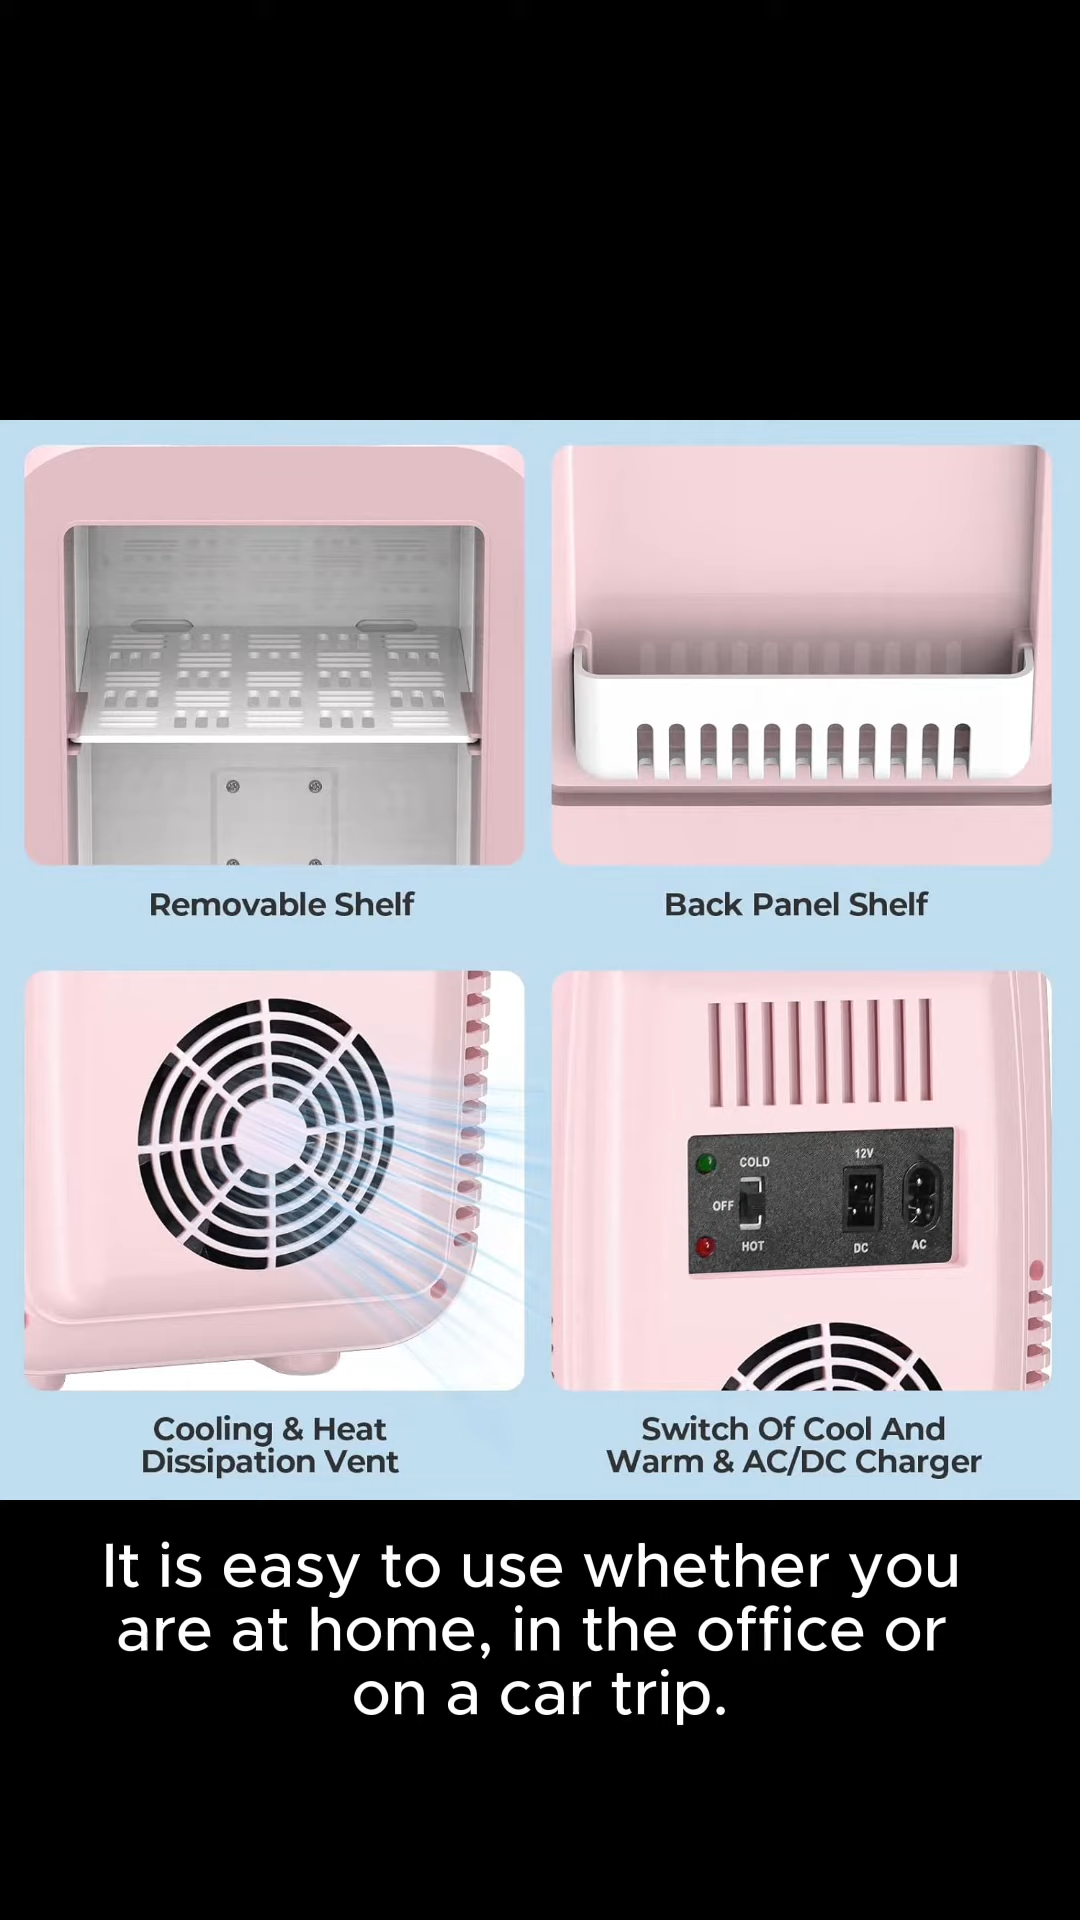 Removable Shelf
Back Panel Shelf
COLD
12V
OFF
HOT
DC
AC
Cooling & Heat
Dissipation Vent
Switch Of Cool And
Warm & AC/DC Charger
It is easy to use whether you
are at home, in the office or
on a car trip.